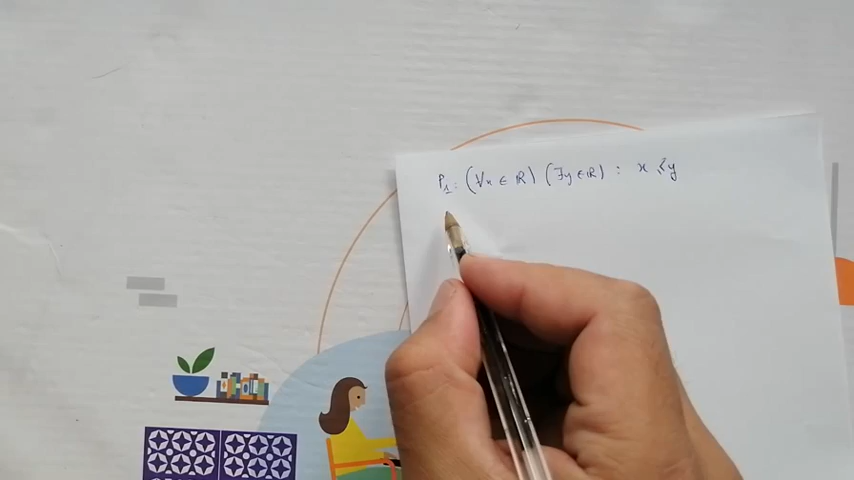 P₁: (∀x ∈ ℝ) (∃y ∈ ℝ) : x ⩽ y